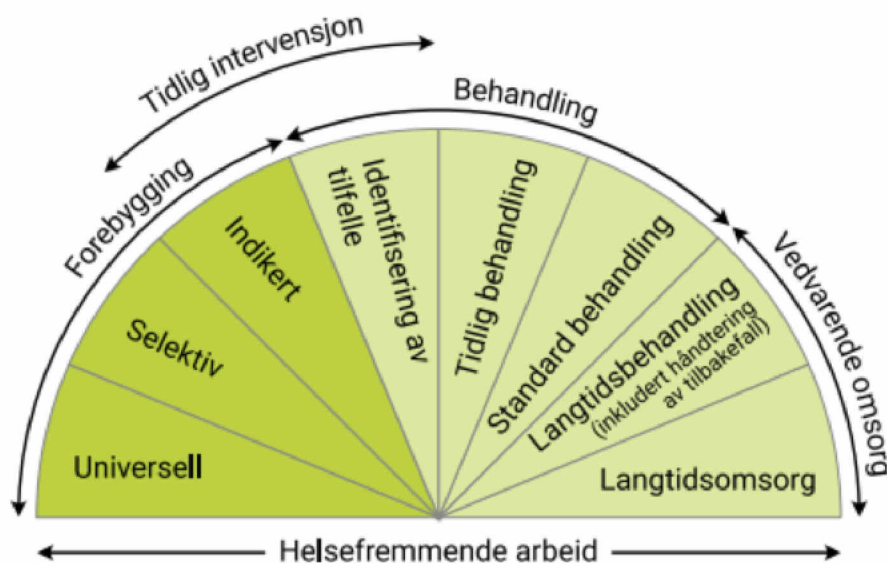 Tidlig intervensjon
Behandling
Forebygging
Vedvarende omsorg
Universell
Selektiv
Indikert
Identifisering av
tilfelle
Tidlig behandling
Standard behandling
Langtidsbehandling
(inkludert håndtering
av tilbakefall)
Langtidsomsorg
Helsefremmende arbeid